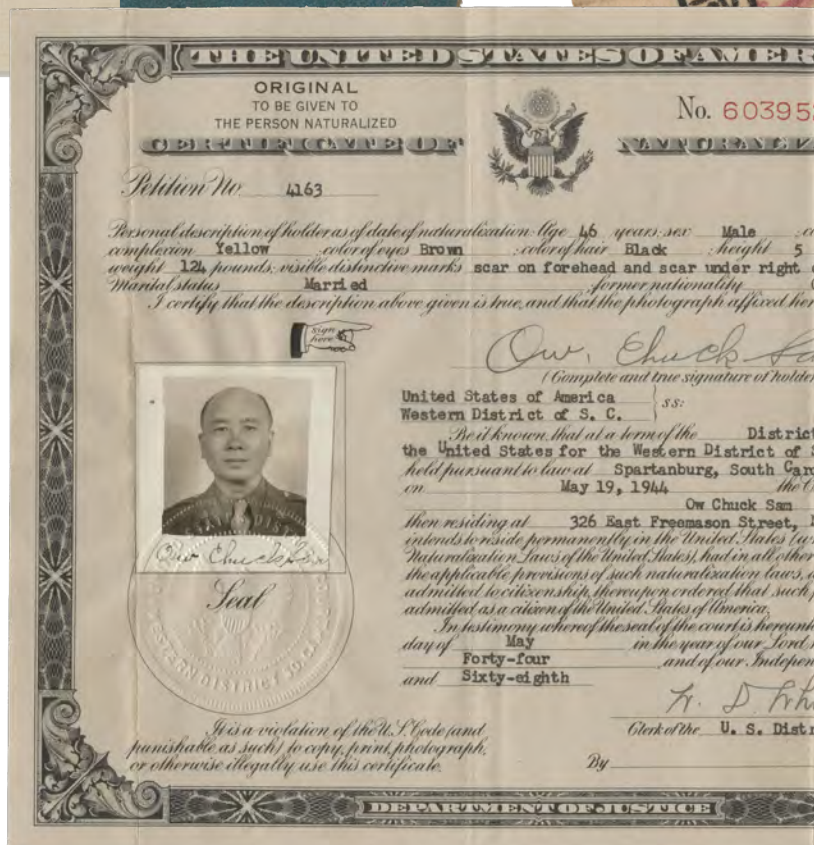 THE UNITED STATES OF AMER
ORIGINAL
TO BE GIVEN TO
THE PERSON NATURALIZED
No. 60395
CERTIFICATE OF NATURALIZ
Petition No. 4163
Personal description of holder as of date of naturalization: Age 46 years; sex Male ; co
complexion Yellow ; color of eyes Brown ; color of hair Black ; height 5
weight 124 pounds; visible distinctive marks scar on forehead and scar under right
Marital status Married former nationality
I certify that the description above given is true, and that the photograph affixed her
sign here
Ow, Chuck Sa
(Complete and true signature of holder
United States of America
Western District of S. C. } ss:
Be it known, that at a term of the District
the United States for the Western District of S
held pursuant to law at Spartanburg, South Car
on May 19, 1944 the C
Ow Chuck Sam
then residing at 326 East Freemason Street, N
intends to reside permanently in the United States (w
Naturalization Laws of the United States), had in all other
the applicable provisions of such naturalization laws, a
admitted to citizenship, thereupon ordered that such p
admitted as a citizen of the United States of America.
In testimony whereof the seal of the court is hereunto
day of May in the year of our Lord n
Forty-four and of our Indepen
and Sixty-eighth
Ow Chuck Sam
Seal
WESTERN DISTRICT SO. CAR
Clerk of the U. S. Distr
By
It is a violation of the U.S. Code (and
punishable as such) to copy, print, photograph,
or otherwise illegally use this certificate.
DEPARTMENT OF JUSTICE